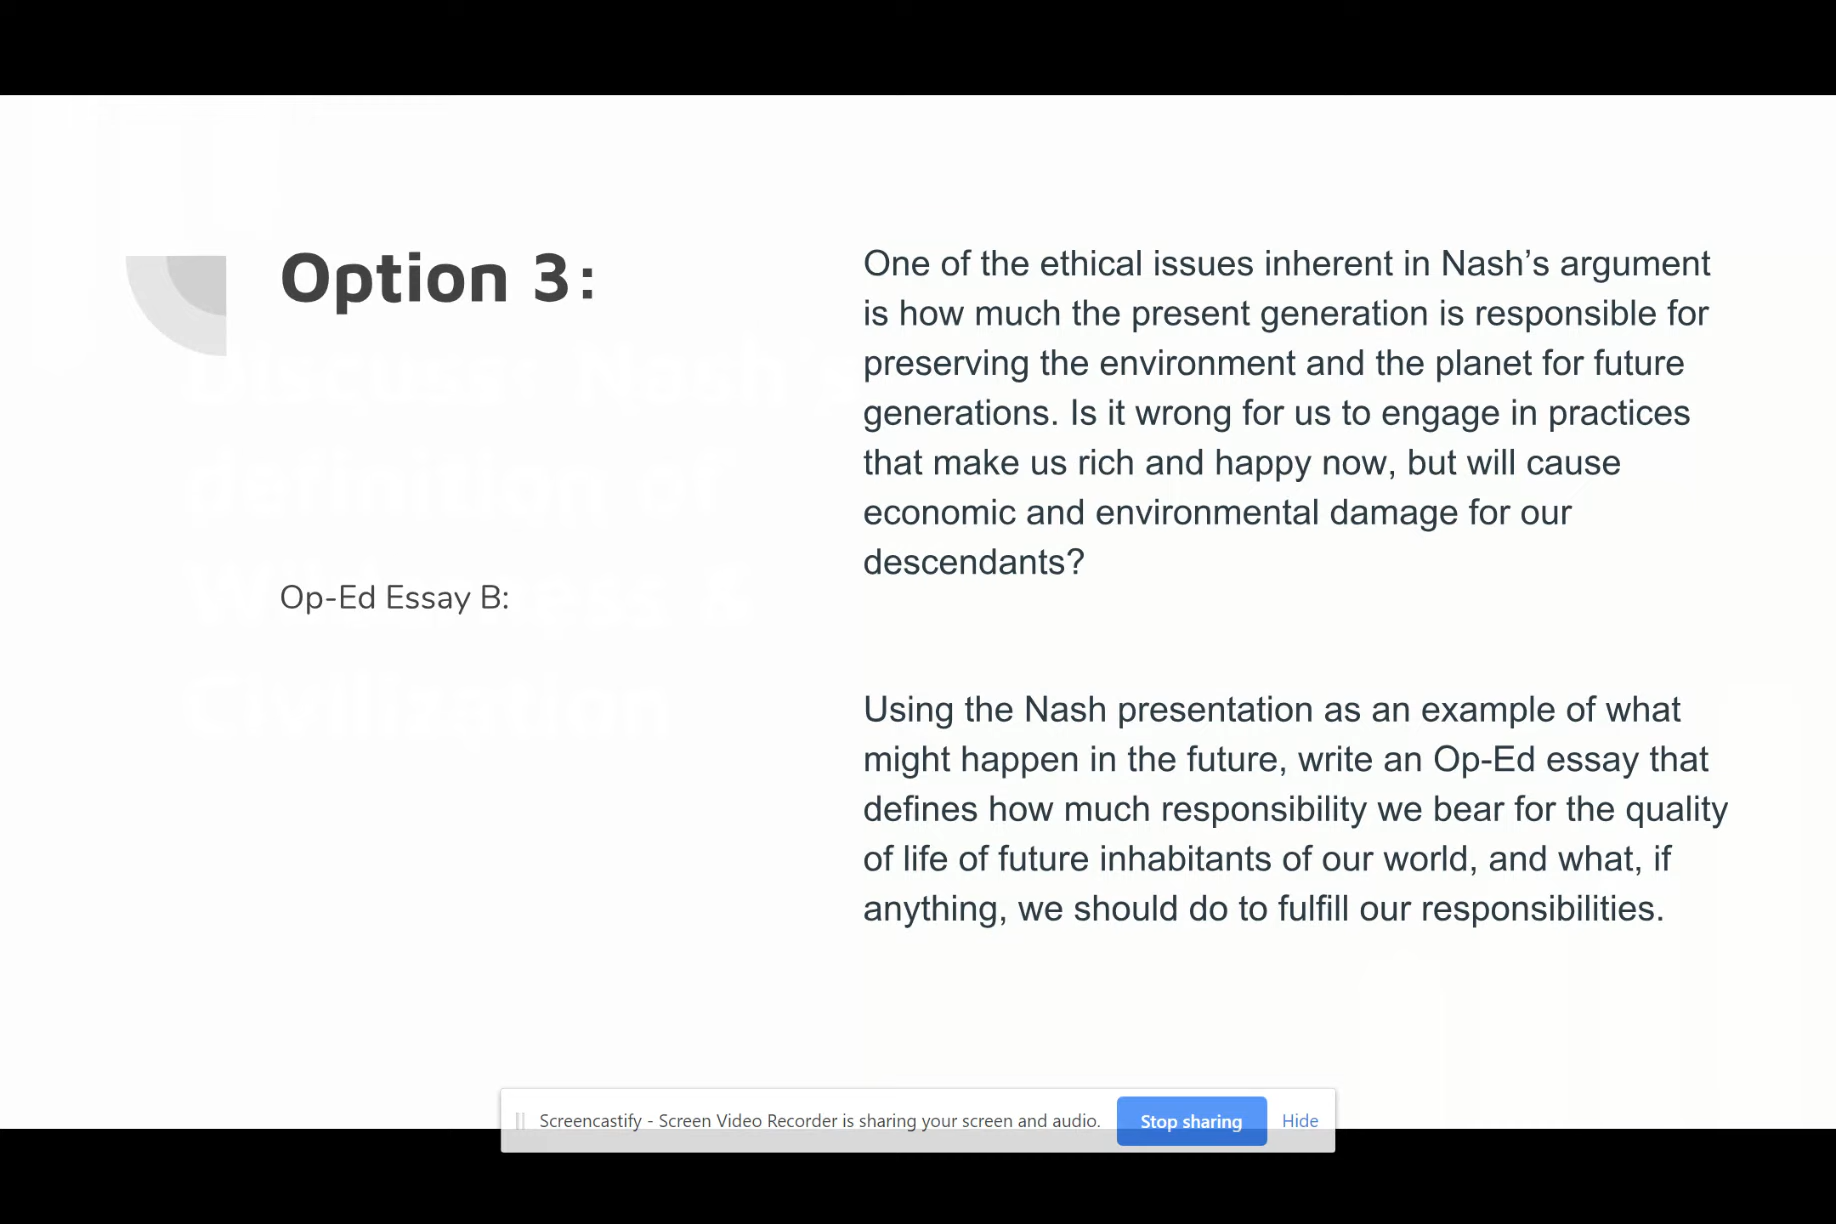 Option 3:
Op-Ed Essay B:
One of the ethical issues inherent in Nash’s argument
is how much the present generation is responsible for
preserving the environment and the planet for future
generations. Is it wrong for us to engage in practices
that make us rich and happy now, but will cause
economic and environmental damage for our
descendants?
Using the Nash presentation as an example of what
might happen in the future, write an Op-Ed essay that
defines how much responsibility we bear for the quality
of life of future inhabitants of our world, and what, if
anything, we should do to fulfill our responsibilities.
Discuss: Nash's
definition of
Wilderness &
Civilization
Screencastify - Screen Video Recorder is sharing your screen and audio.
Stop sharing
Hide